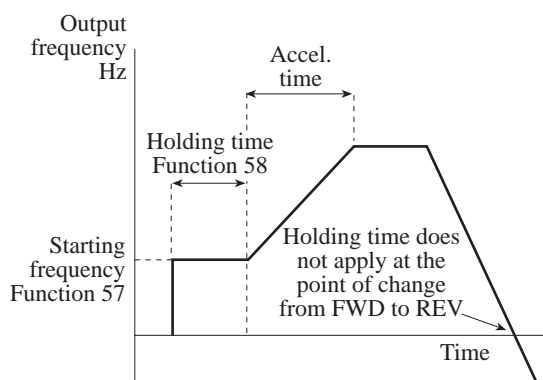 Output
frequency
Hz
Accel.
time
Holding time
Function 58
Starting
frequency
Function 57
Holding time does
not apply at the
point of change
from FWD to REV
Time